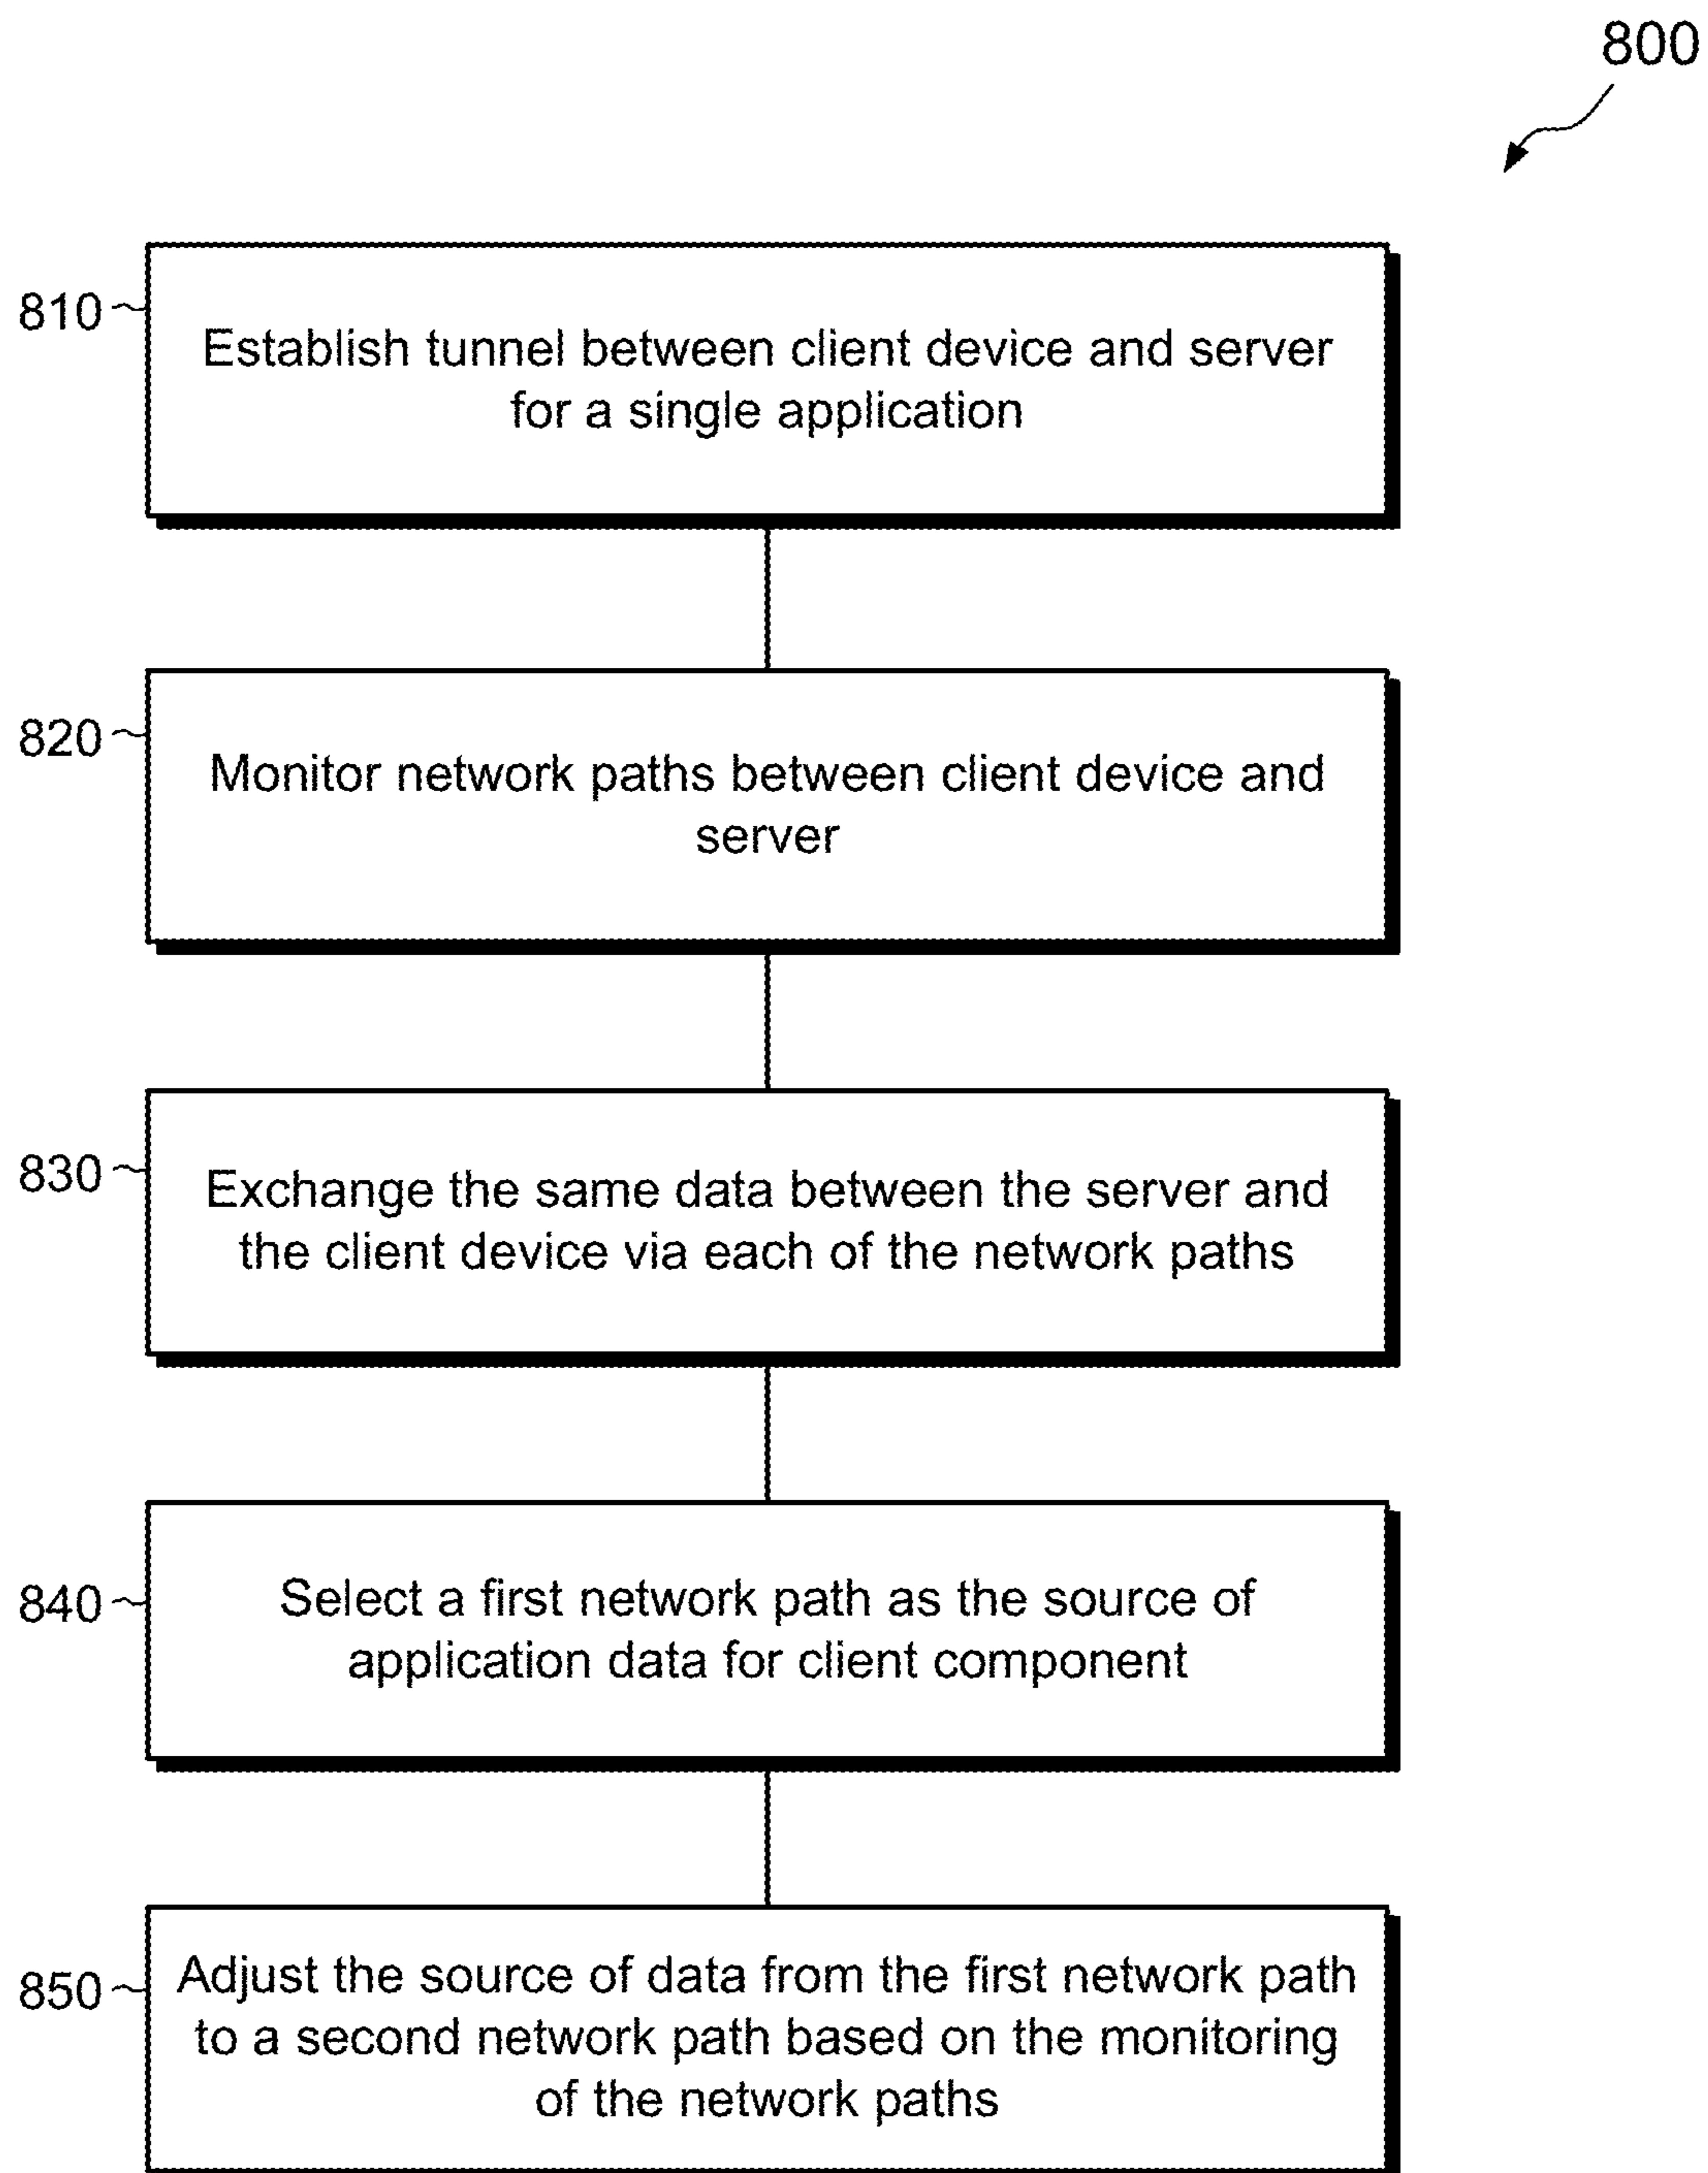 800
810
Establish tunnel between client device and server
for a single application
820
Monitor network paths between client device and
server
830
Exchange the same data between the server and
the client device via each of the network paths
840
Select a first network path as the source of
application data for client component
850
Adjust the source of data from the first network path
to a second network path based on the monitoring
of the network paths